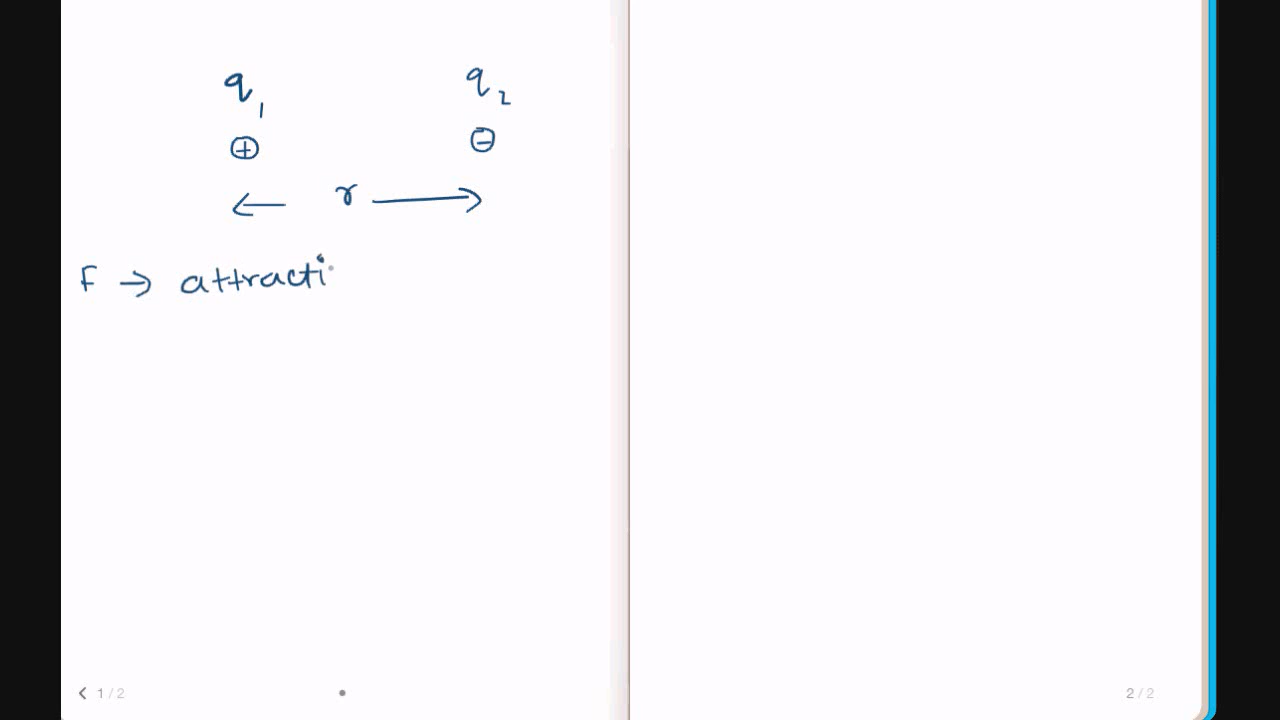 q₁ q₂
⊕ ⊖
← r →
F → attracti
1 / 2
2 / 2